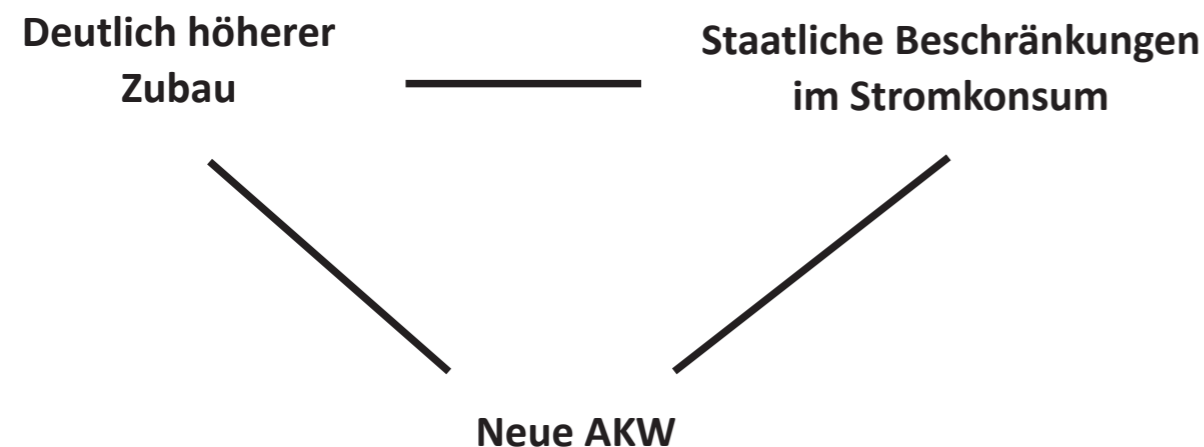 Deutlich höherer
Zubau
Staatliche Beschränkungen
im Stromkonsum
Neue AKW